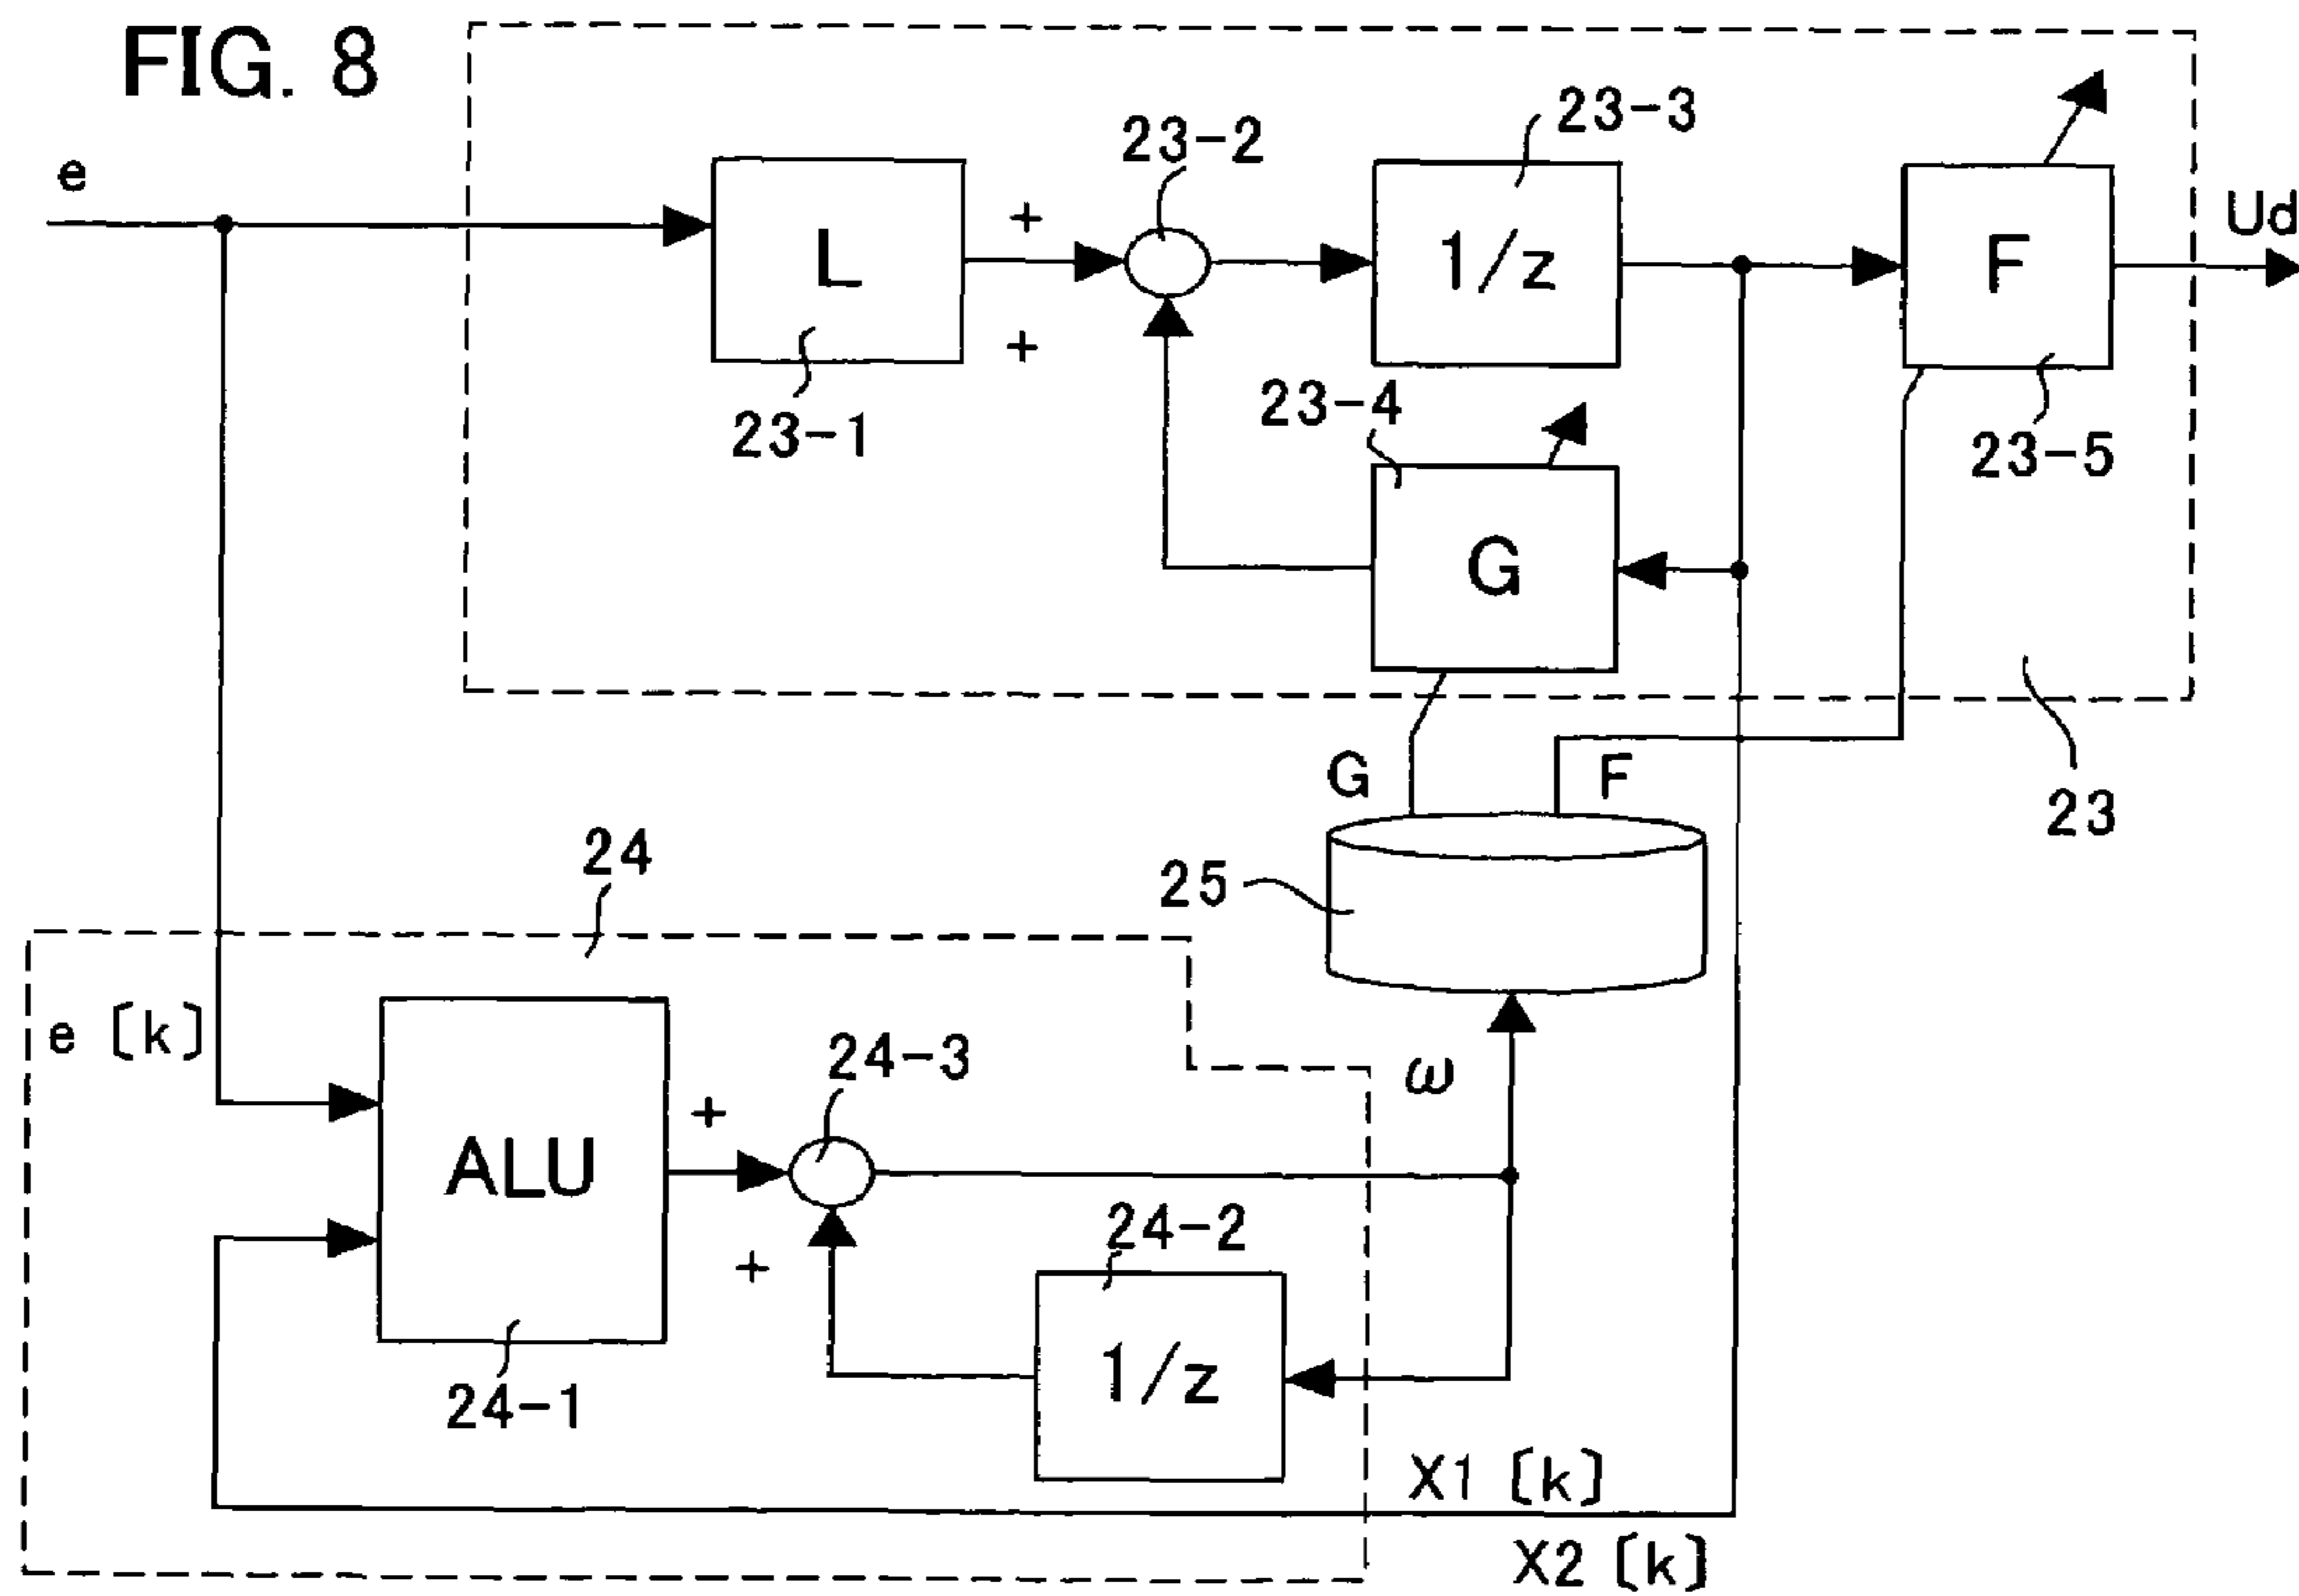 FIG. 8
e
L
23-1
+
+
23-2
1/z
23-3
23-4
G
F
23-5
Ud
23
G
F
25
24
e [k]
ALU
24-1
+
+
24-3
ω
24-2
1/z
X1 [k]
X2 [k]